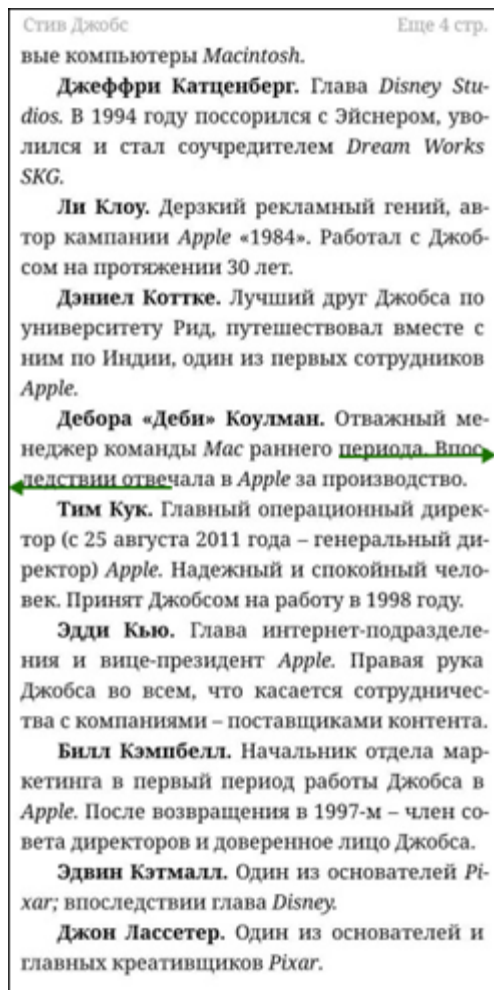 Стив Джобс Еще 4 стр.
вые компьютеры Macintosh.
Джеффри Катценберг. Глава Disney Stu-
dios. В 1994 году поссорился с Эйснером, уво-
лился и стал соучредителем Dream Works
SKG.
Ли Клоу. Дерзкий рекламный гений, ав-
тор кампании Apple «1984». Работал с Джоб-
сом на протяжении 30 лет.
Дэниел Коттке. Лучший друг Джобса по
университету Рид, путешествовал вместе с
ним по Индии, один из первых сотрудников
Apple.
Дебора «Деби» Коулман. Отважный ме-
неджер команды Mac раннего периода. Впос-
ледствии отвечала в Apple за производство.
Тим Кук. Главный операционный дирек-
тор (с 25 августа 2011 года – генеральный ди-
ректор) Apple. Надежный и спокойный чело-
век. Принят Джобсом на работу в 1998 году.
Эдди Кью. Глава интернет-подразделе-
ния и вице-президент Apple. Правая рука
Джобса во всем, что касается сотрудничес-
тва с компаниями – поставщиками контента.
Билл Кэмпбелл. Начальник отдела мар-
кетинга в первый период работы Джобса в
Apple. После возвращения в 1997-м – член со-
вета директоров и доверенное лицо Джобса.
Эдвин Кэтмалл. Один из основателей Pi-
xar; впоследствии глава Disney.
Джон Лассетер. Один из основателей и
главных креативщиков Pixar.